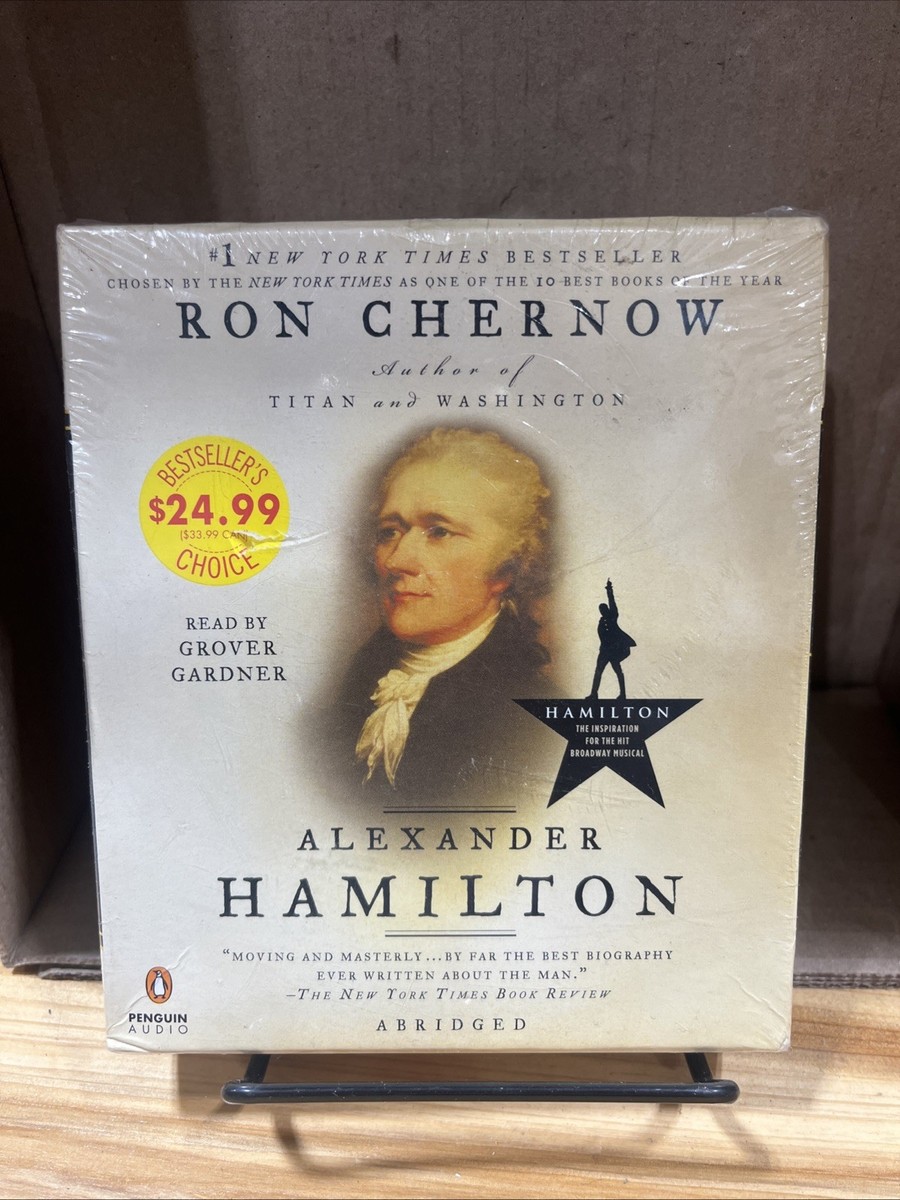 #1 NEW YORK TIMES BESTSELLER
CHOSEN BY THE NEW YORK TIMES AS ONE OF THE 10 BEST BOOKS OF THE YEAR
RON CHERNOW
Author of
TITAN and WASHINGTON
BESTSELLER'S
$24.99
($33.99 CAN)
CHOICE
READ BY
GROVER
GARDNER
HAMILTON
THE INSPIRATION
FOR THE HIT
BROADWAY MUSICAL
ALEXANDER
HAMILTON
“MOVING AND MASTERLY...BY FAR THE BEST BIOGRAPHY
EVER WRITTEN ABOUT THE MAN.”
–THE NEW YORK TIMES BOOK REVIEW
PENGUIN
AUDIO
ABRIDGED